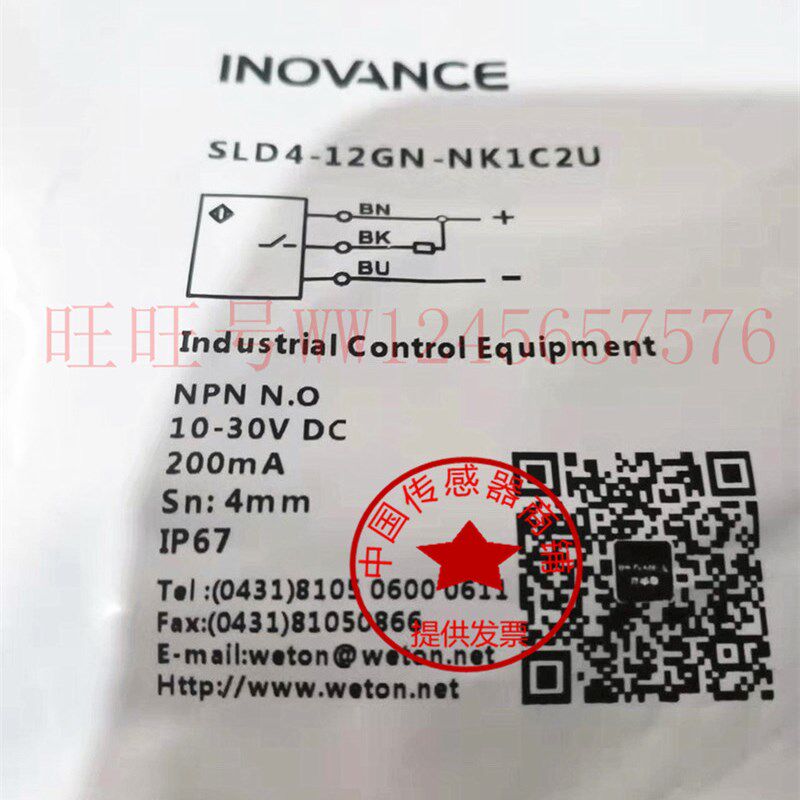 INOVANCE
SLD4-12GN-NK1C2U
BN
+
BK
BU
−
旺旺号WW1245657576
Industrial Control Equipment
NPN N.O
10-30V DC
200mA
Sn: 4mm
IP67
中国传感器商铺
提供发票
Tel:(0431)8105 0600 0611
Fax:(0431)81050866
E-mail:weton@weton.net
Http://www.weton.net